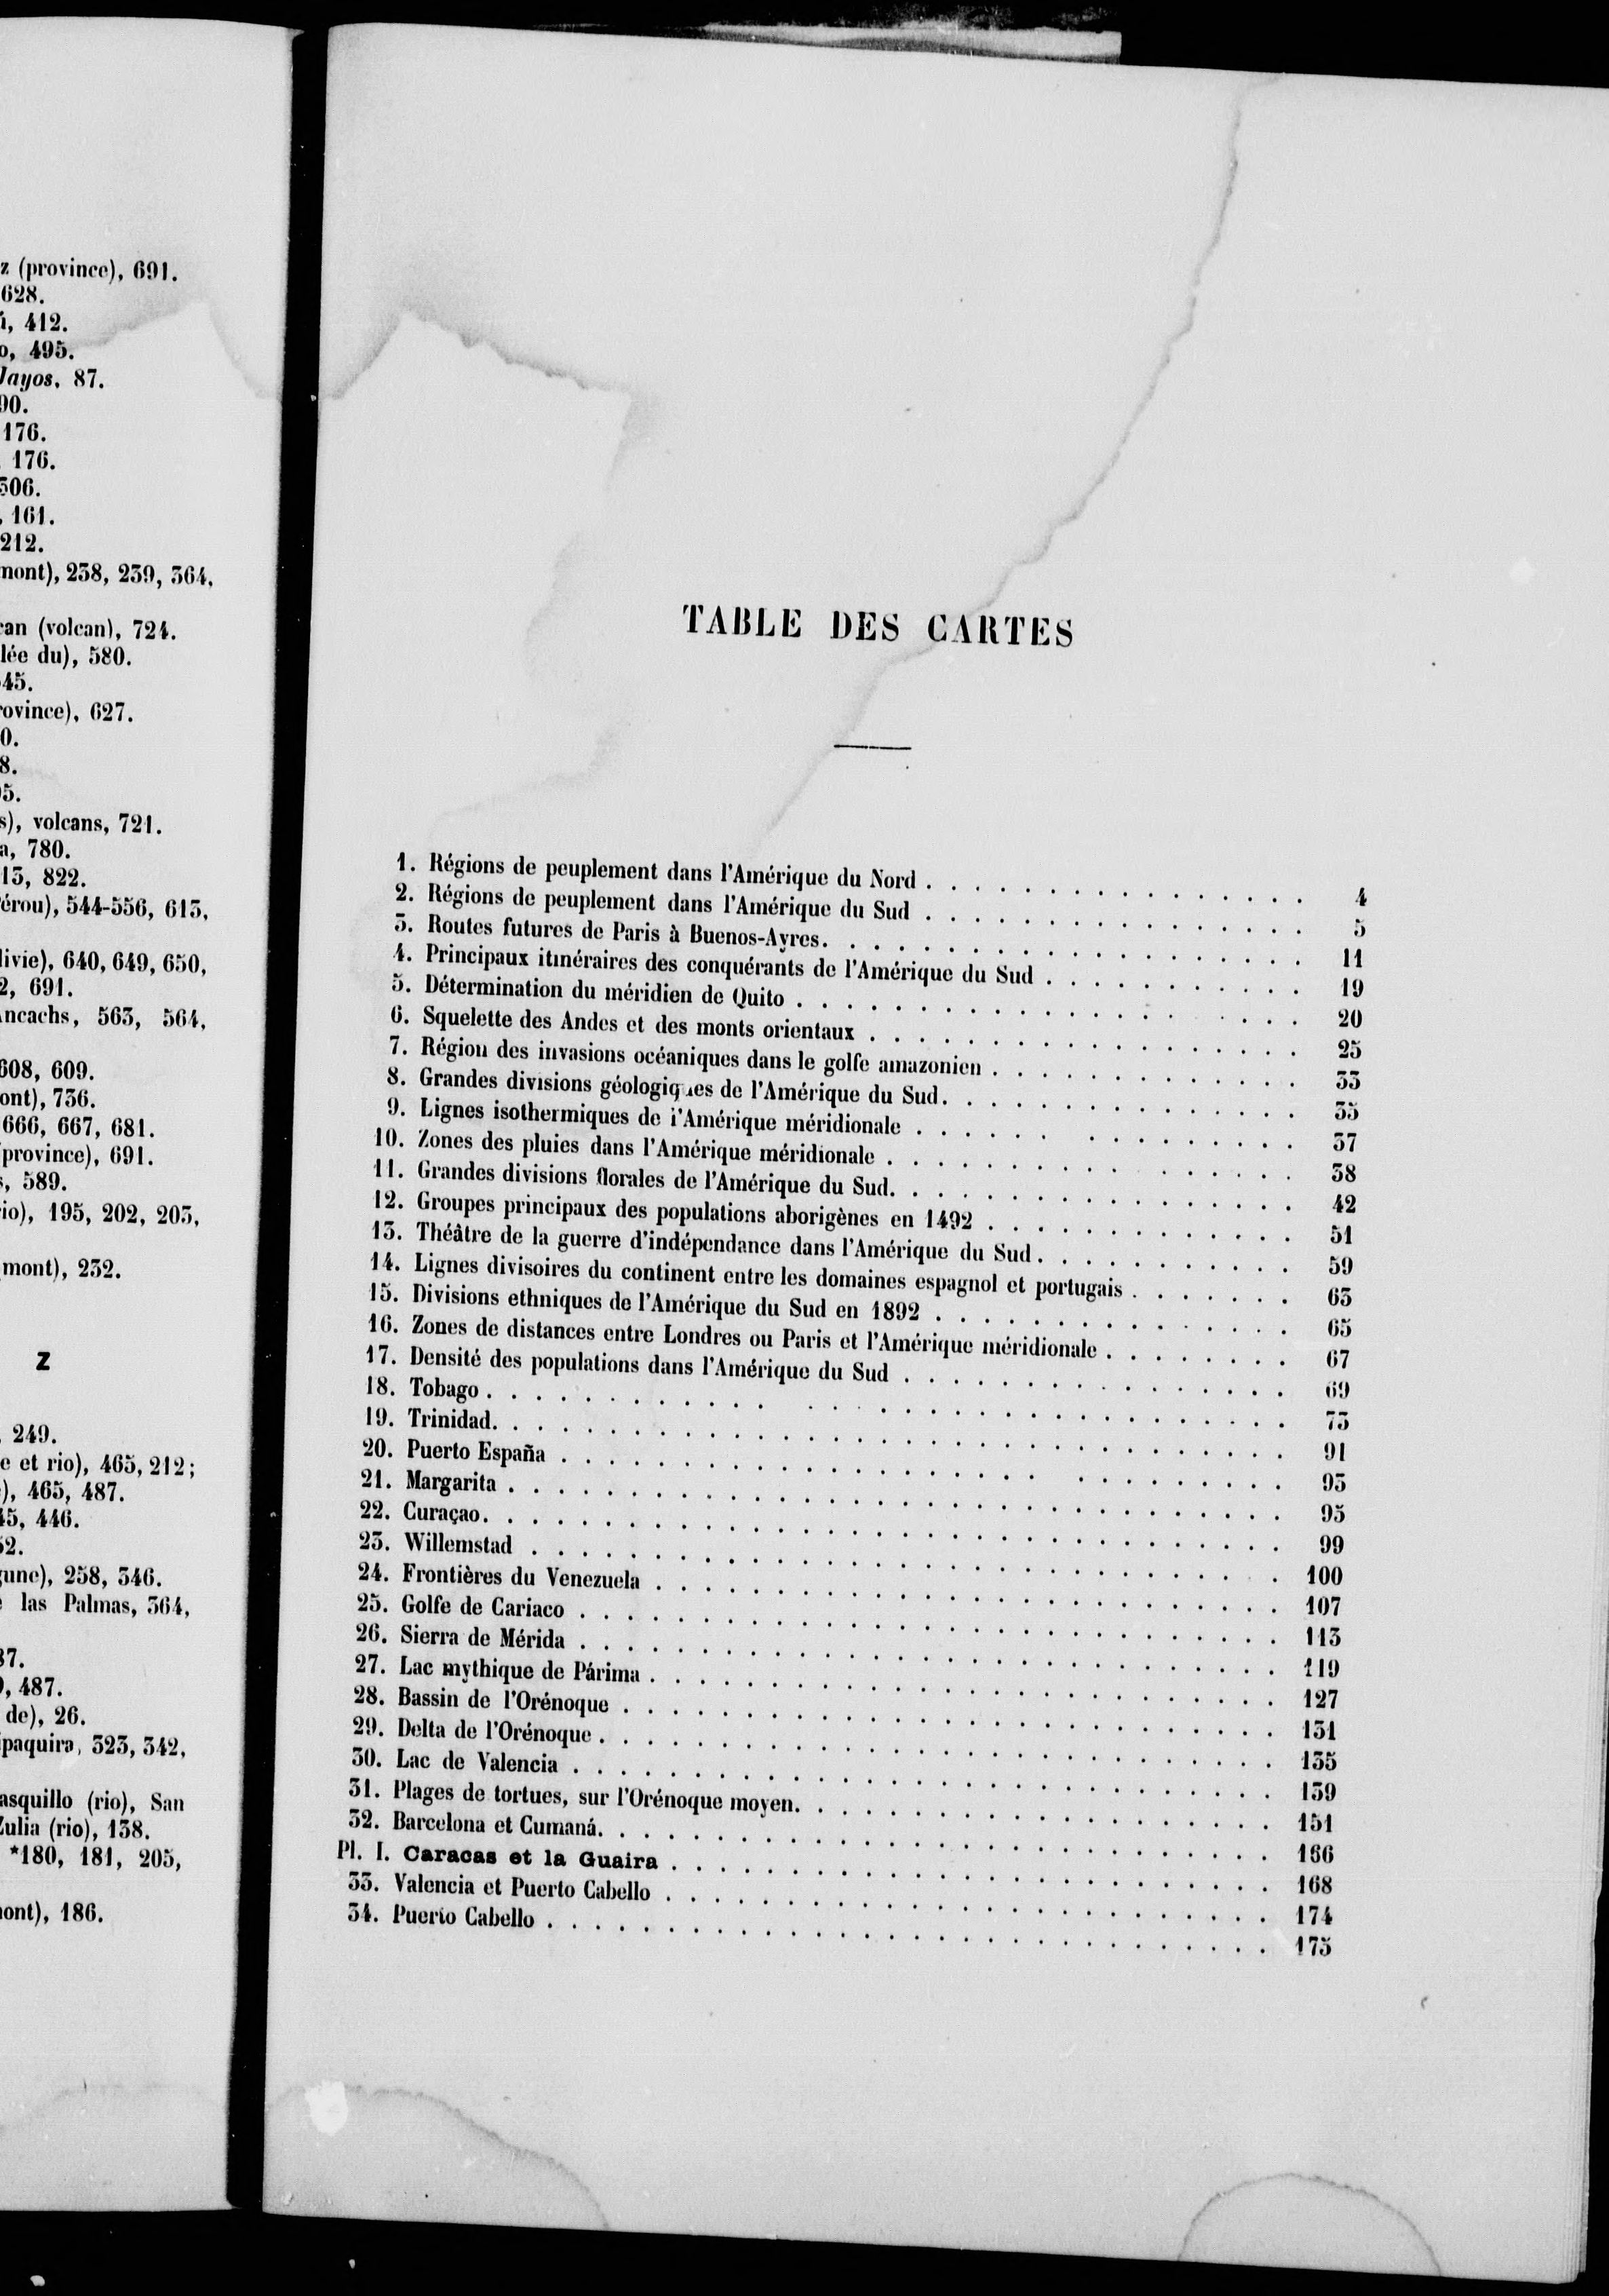 z (province), 691.
628.
412.
495.
Jayos, 87.
90.
176.
176.
306.
161.
212.
mont), 238, 239, 364,
can (volcan), 724.
lée du), 580.
45.
rovince), 627.
0.
8.
95.
s), volcans, 721.
a, 780.
13, 822.
érou), 544-556, 613,
livie), 640, 649, 650,
2, 691.
Ancachs, 563, 564,
608, 609.
ont), 736.
666, 667, 681.
(province), 691.
s, 589.
rio), 195, 202, 203,
mont), 232.
Z
249.
e et rio), 465, 212;
), 465, 487.
45, 446.
52.
gune), 258, 346.
las Palmas, 364,
37.
, 487.
de), 26.
ipaquira, 323, 342,
asquillo (rio), San
Zulia (rio), 138.
*180, 181, 205,
mont), 186.
TABLE DES CARTES
1. Régions de peuplement dans l'Amérique du Nord . . . 4
2. Régions de peuplement dans l'Amérique du Sud . . . 5
3. Routes futures de Paris à Buenos-Ayres. . . . 11
4. Principaux itinéraires des conquérants de l'Amérique du Sud . . . 19
5. Détermination du méridien de Quito . . . 20
6. Squelette des Andes et des monts orientaux . . . 25
7. Région des invasions océaniques dans le golfe amazonien . . . 33
8. Grandes divisions géologiques de l'Amérique du Sud. . . . 35
9. Lignes isothermiques de l'Amérique méridionale . . . 37
10. Zones des pluies dans l'Amérique méridionale . . . 38
11. Grandes divisions florales de l'Amérique du Sud. . . . 42
12. Groupes principaux des populations aborigènes en 1492 . . . 51
13. Théâtre de la guerre d'indépendance dans l'Amérique du Sud. . . . 59
14. Lignes divisoires du continent entre les domaines espagnol et portugais . . . 63
15. Divisions ethniques de l'Amérique du Sud en 1892 . . . 65
16. Zones de distances entre Londres ou Paris et l'Amérique méridionale . . . 67
17. Densité des populations dans l'Amérique du Sud . . . 69
18. Tobago . . . 73
19. Trinidad. . . . 91
20. Puerto España . . . 93
21. Margarita . . . 95
22. Curaçao. . . . 99
23. Willemstad . . . 100
24. Frontières du Venezuela . . . 107
25. Golfe de Cariaco . . . 113
26. Sierra de Mérida . . . 119
27. Lac mythique de Párima . . . 127
28. Bassin de l'Orénoque . . . 131
29. Delta de l'Orénoque . . . 135
30. Lac de Valencia . . . 139
31. Plages de tortues, sur l'Orénoque moyen. . . . 151
32. Barcelona et Cumaná. . . . 166
Pl. I. Caracas et la Guaira . . . 168
33. Valencia et Puerto Cabello . . . 174
34. Puerto Cabello . . . 175